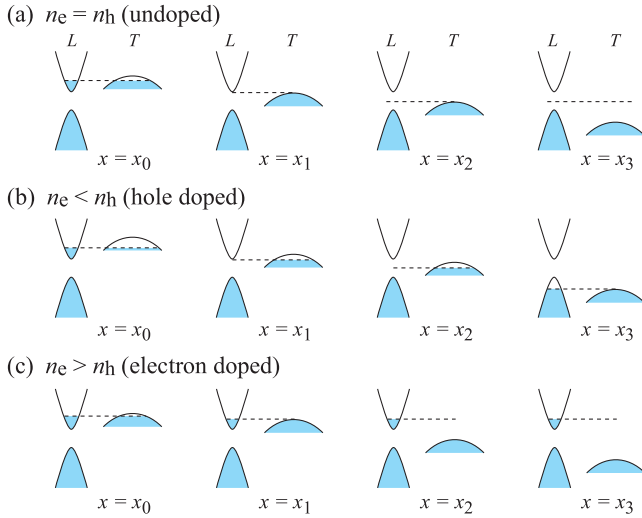 (a) nₑ = nₕ (undoped)
L T L T L T L T
x = x₀ x = x₁ x = x₂ x = x₃
(b) nₑ < nₕ (hole doped)
x = x₀ x = x₁ x = x₂ x = x₃
(c) nₑ > nₕ (electron doped)
x = x₀ x = x₁ x = x₂ x = x₃